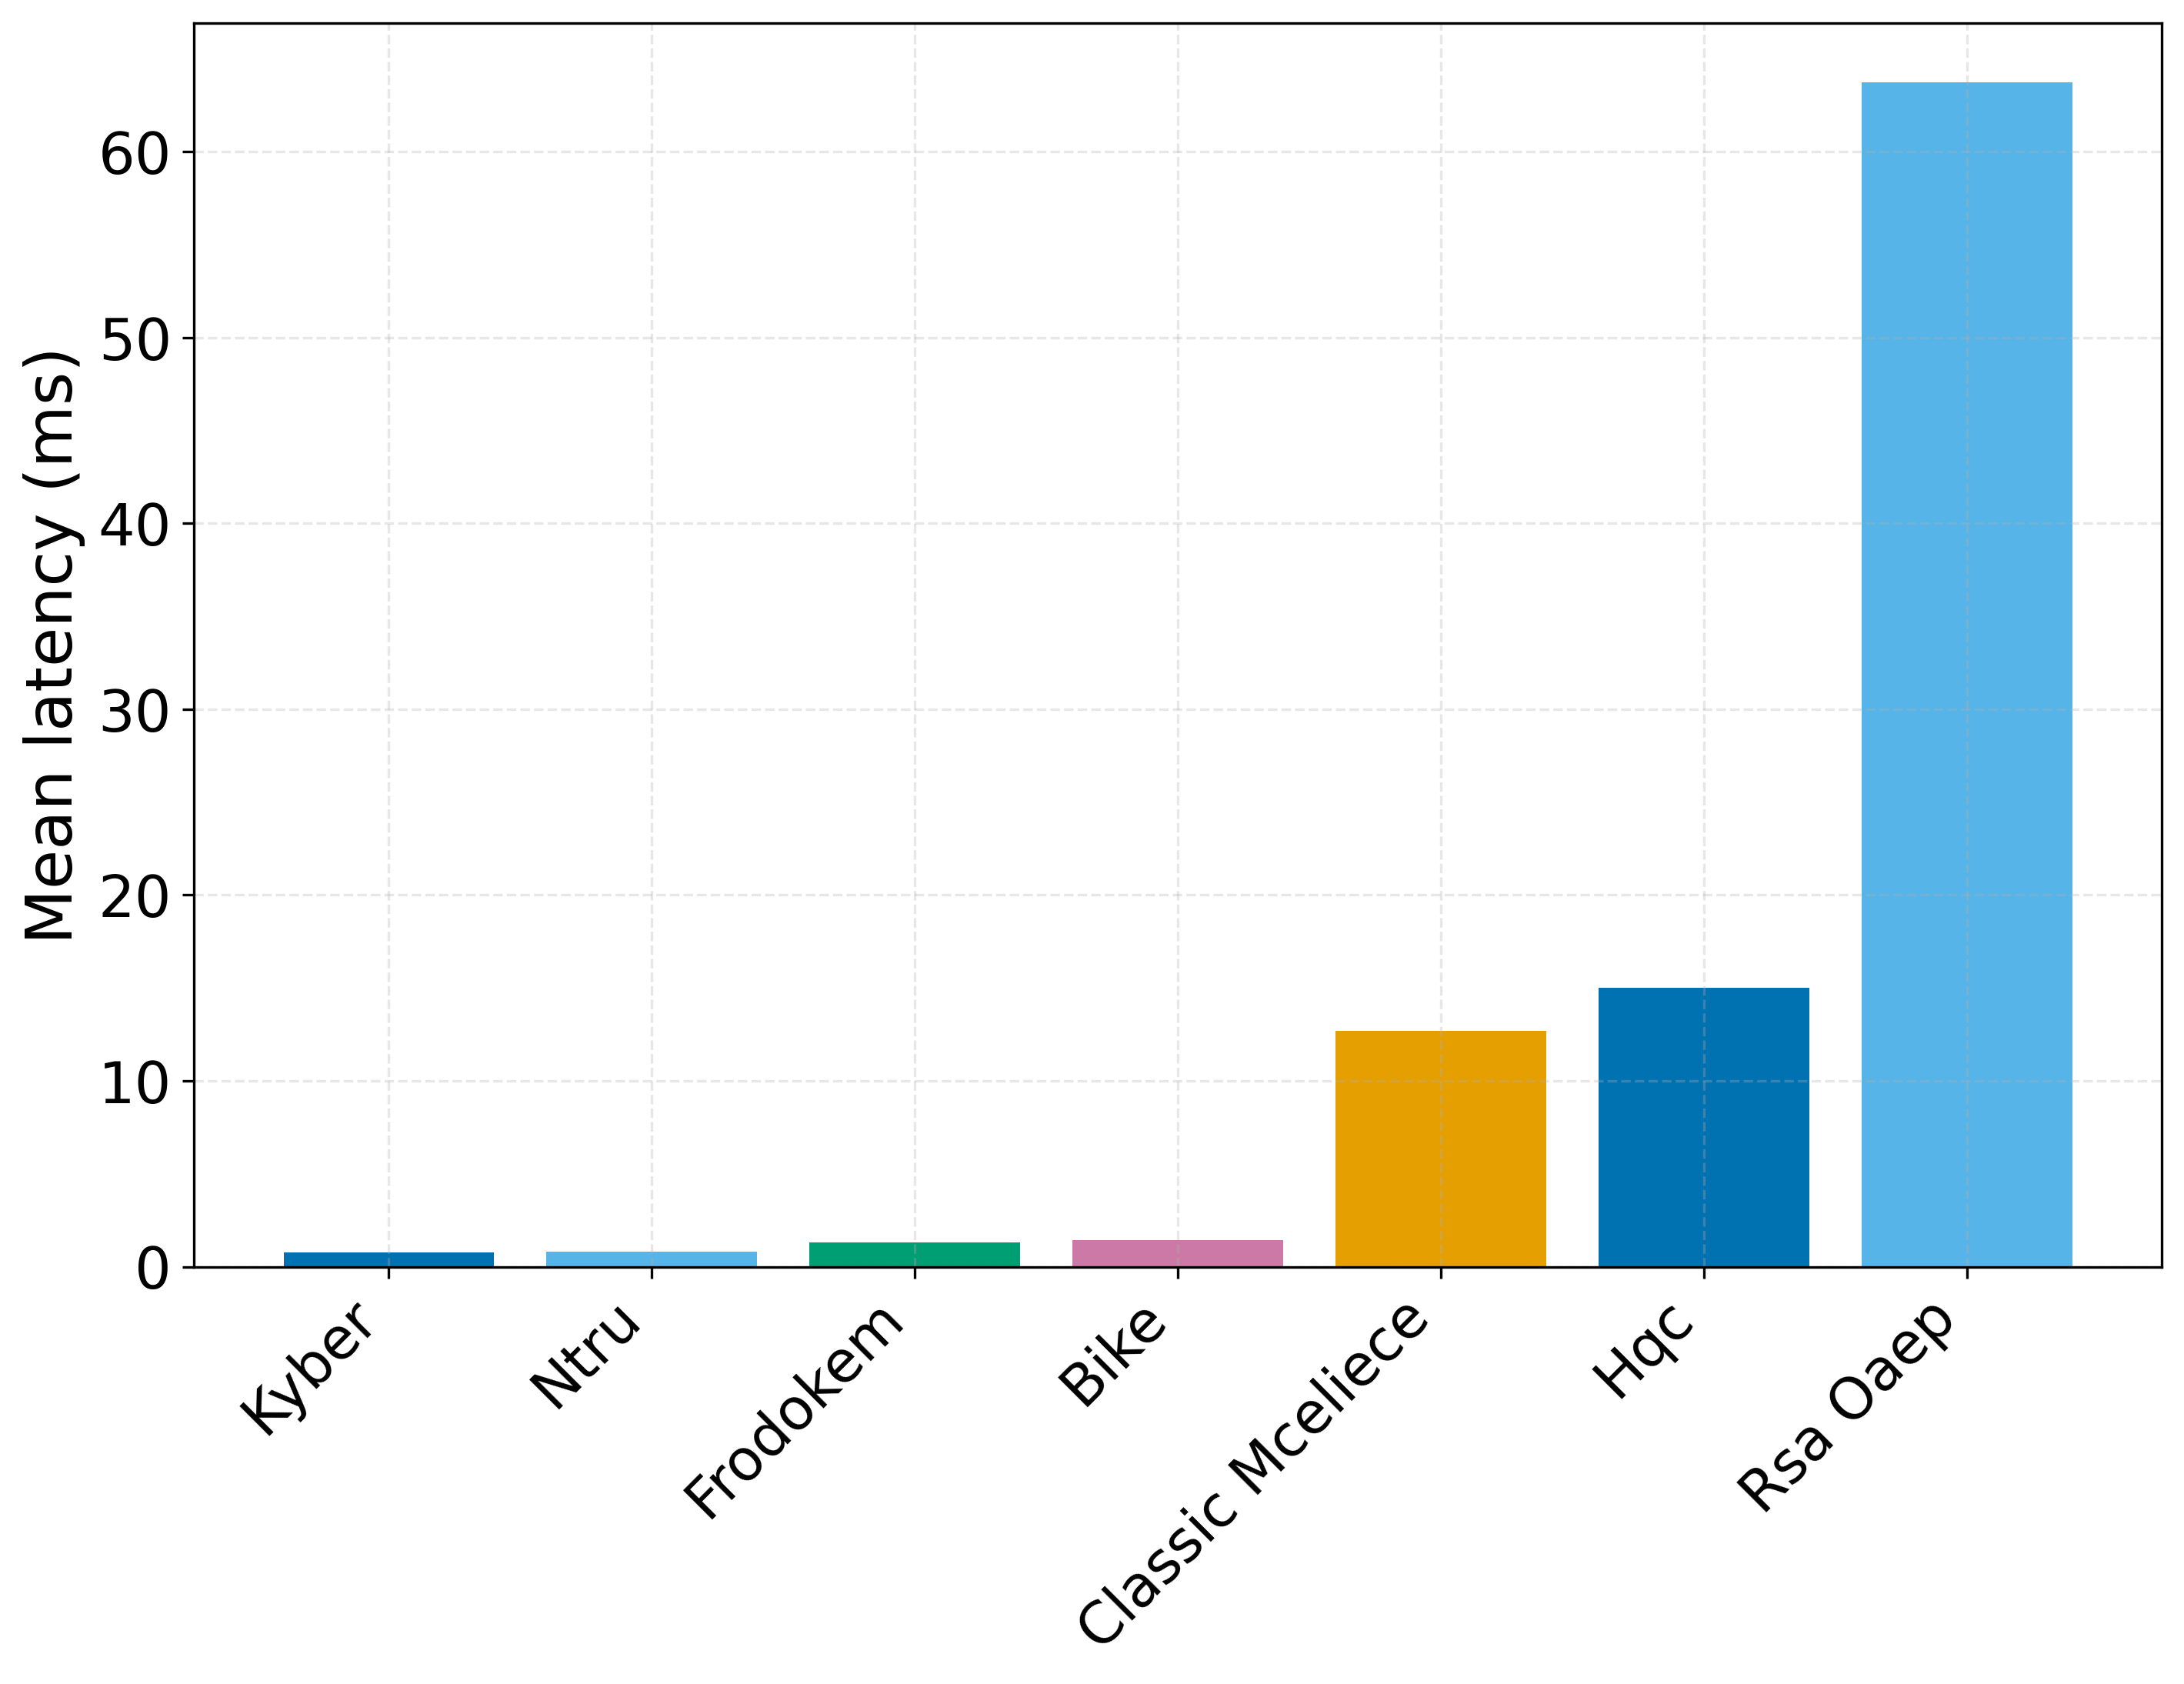 Mean latency (ms)
60
50
40
30
20
10
0
Kyber
Ntru
Frodokem
Bike
Classic Mceliece
Hqc
Rsa Oaep